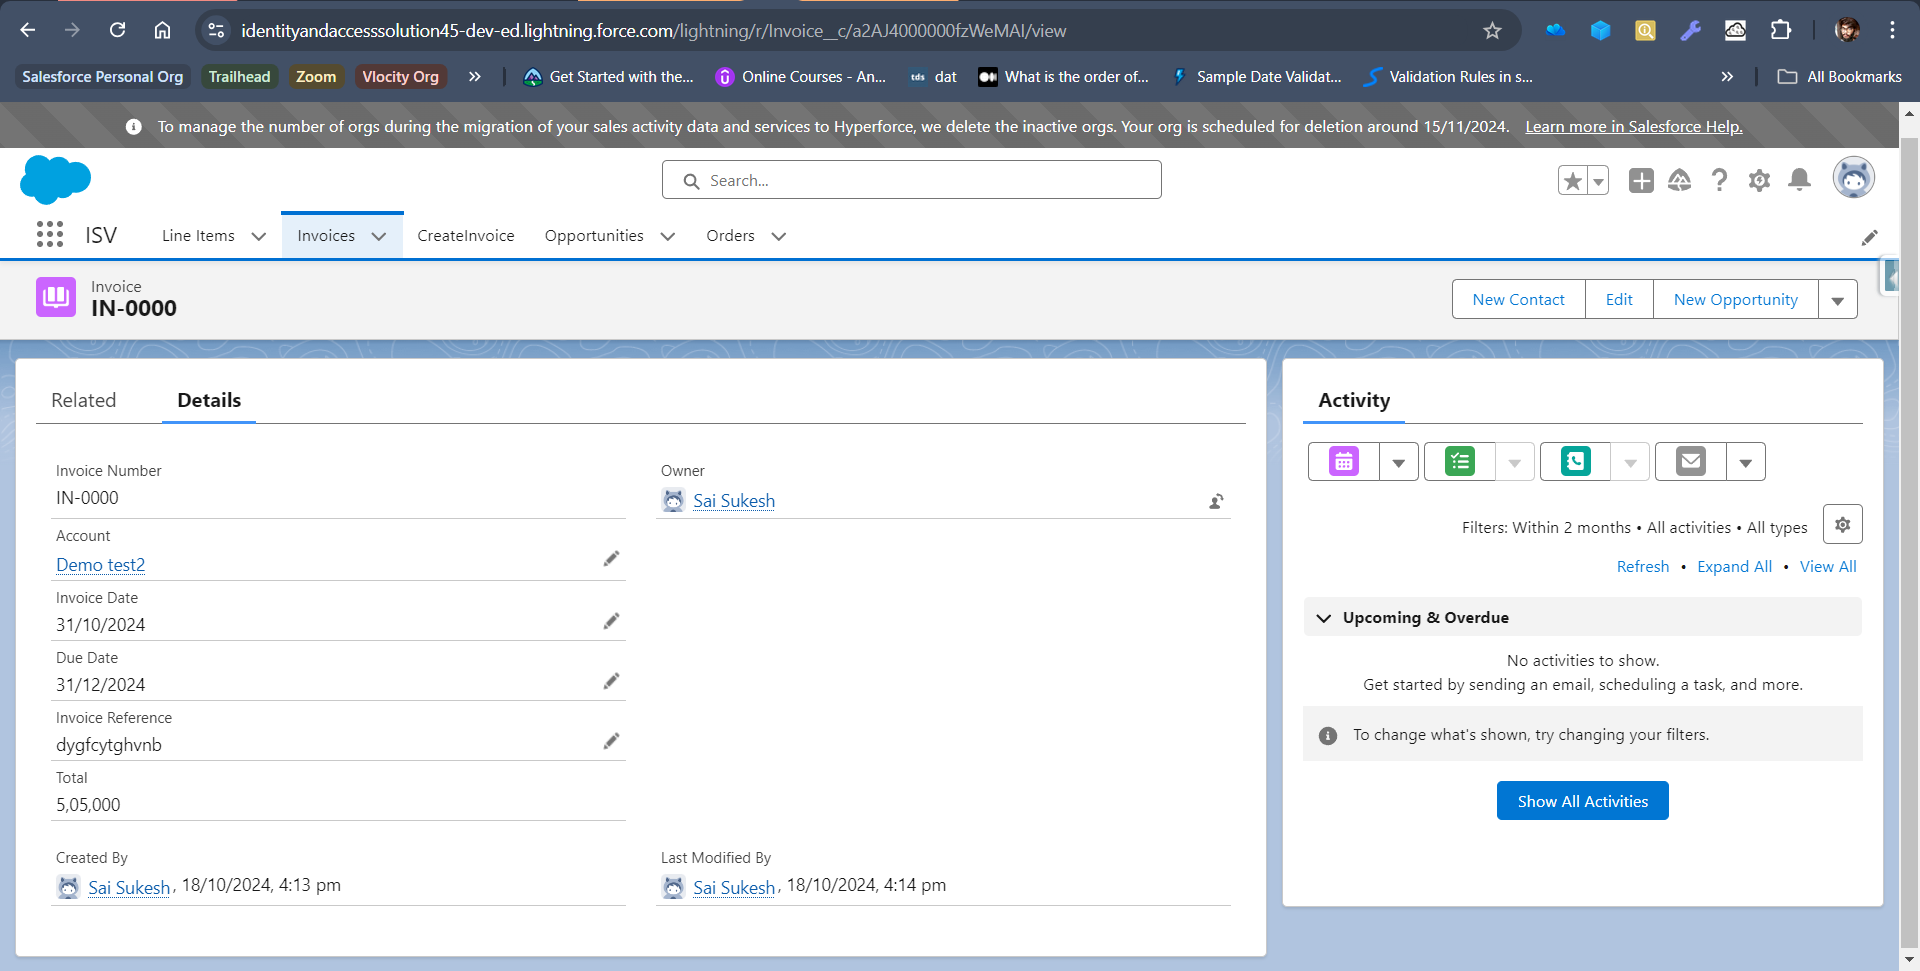 identityandaccesssolution45-dev-ed.lightning.force.com/lightning/r/Invoice__c/a2AJ4000000fzWeMAI/view
Salesforce Personal Org Trailhead Zoom Vlocity Org » Get Started with the... Online Courses - An... tds dat What is the order of... Sample Date Validat... Validation Rules in s... » All Bookmarks
To manage the number of orgs during the migration of your sales activity data and services to Hyperforce, we delete the inactive orgs. Your org is scheduled for deletion around 15/11/2024. Learn more in Salesforce Help.
Search...
ISV Line Items Invoices CreateInvoice Opportunities Orders
Invoice
IN-0000
New Contact Edit New Opportunity
Related Details
Invoice Number
IN-0000
Owner
Sai Sukesh
Account
Demo test2
Invoice Date
31/10/2024
Due Date
31/12/2024
Invoice Reference
dygfcytghvnb
Total
5,05,000
Created By
Sai Sukesh, 18/10/2024, 4:13 pm
Last Modified By
Sai Sukesh, 18/10/2024, 4:14 pm
Activity
Filters: Within 2 months • All activities • All types
Refresh • Expand All • View All
Upcoming & Overdue
No activities to show.
Get started by sending an email, scheduling a task, and more.
To change what's shown, try changing your filters.
Show All Activities